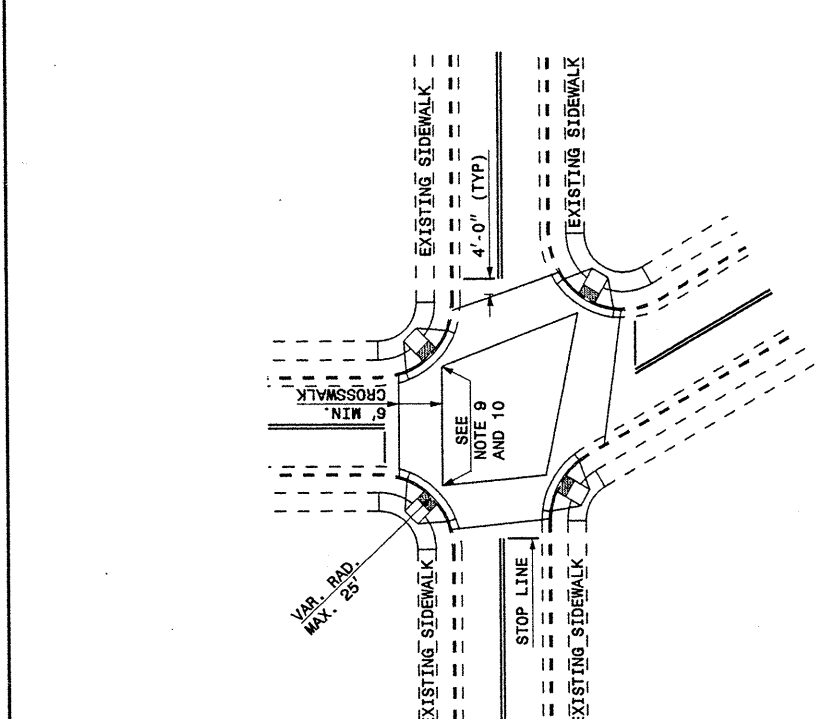 EXISTING SIDEWALK
EXISTING SIDEWALK
4'-0" (TYP)
6' MIN.
CROSSWALK
SEE
NOTE 9
AND 10
VAR. RAD.
MAX. 25'
STOP LINE
EXISTING SIDEWALK
EXISTING SIDEWALK